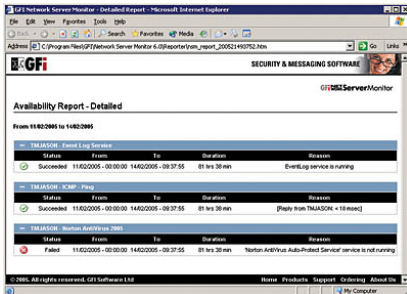 GFI Network Server Monitor - Detailed Report - Microsoft Internet Explorer
File Edit View Favorites Tools Help
Back Search Favorites Media
Address C:\Program Files\GFI\Network Server Monitor 6.0\Reporter\nsm_report_200521493752.htm Go Links
GFI SECURITY & MESSAGING SOFTWARE
GFI ServerMonitor
Availability Report - Detailed
From 11/02/2005 to 14/02/2005
TMJASON - Event Log Service
Status From To Duration Reason
Succeeded 11/02/2005 - 00:00:00 14/02/2005 - 09:37:55 81 hrs 38 min EventLog service is running
TMJASON - ICMP - Ping
Status From To Duration Reason
Succeeded 11/02/2005 - 00:00:00 14/02/2005 - 09:37:55 81 hrs 38 min [Reply from TMJASON: < 10 msec]
TMJASON - Norton AntiVirus 2005
Status From To Duration Reason
Failed 11/02/2005 - 00:00:00 14/02/2005 - 09:37:55 81 hrs 38 min 'Norton AntiVirus Auto-Protect Service' service is not running
© 2005. All rights reserved. GFI Software Ltd Home Products Support Ordering About Us
My Computer